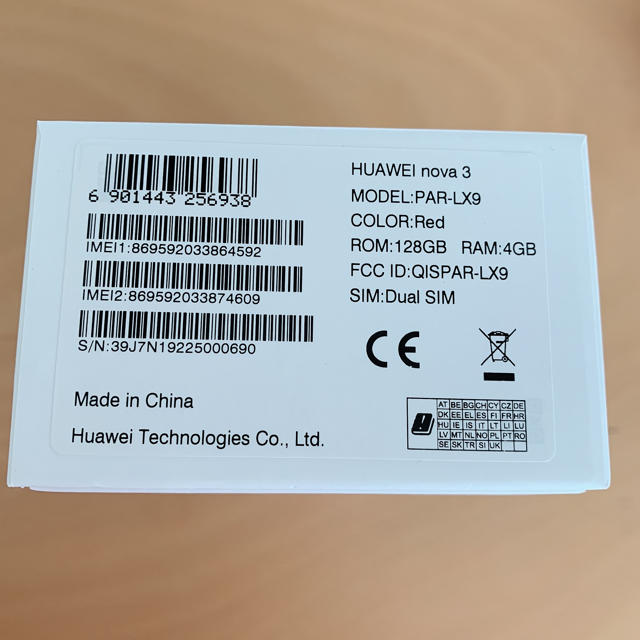 6 901443 256938
IMEI1:869592033864592
IMEI2:869592033874609
S/N:39J7N19225000690
Made in China
Huawei Technologies Co., Ltd.
HUAWEI nova 3
MODEL:PAR-LX9
COLOR:Red
ROM:128GB RAM:4GB
FCC ID:QISPAR-LX9
SIM:Dual SIM
CE
AT BE BG CH CY CZ DE
DK EE EL ES FI FR HR
HU IE IS IT LT LI LU
LV MT NL NO PL PT RO
SE SK TR SI UK